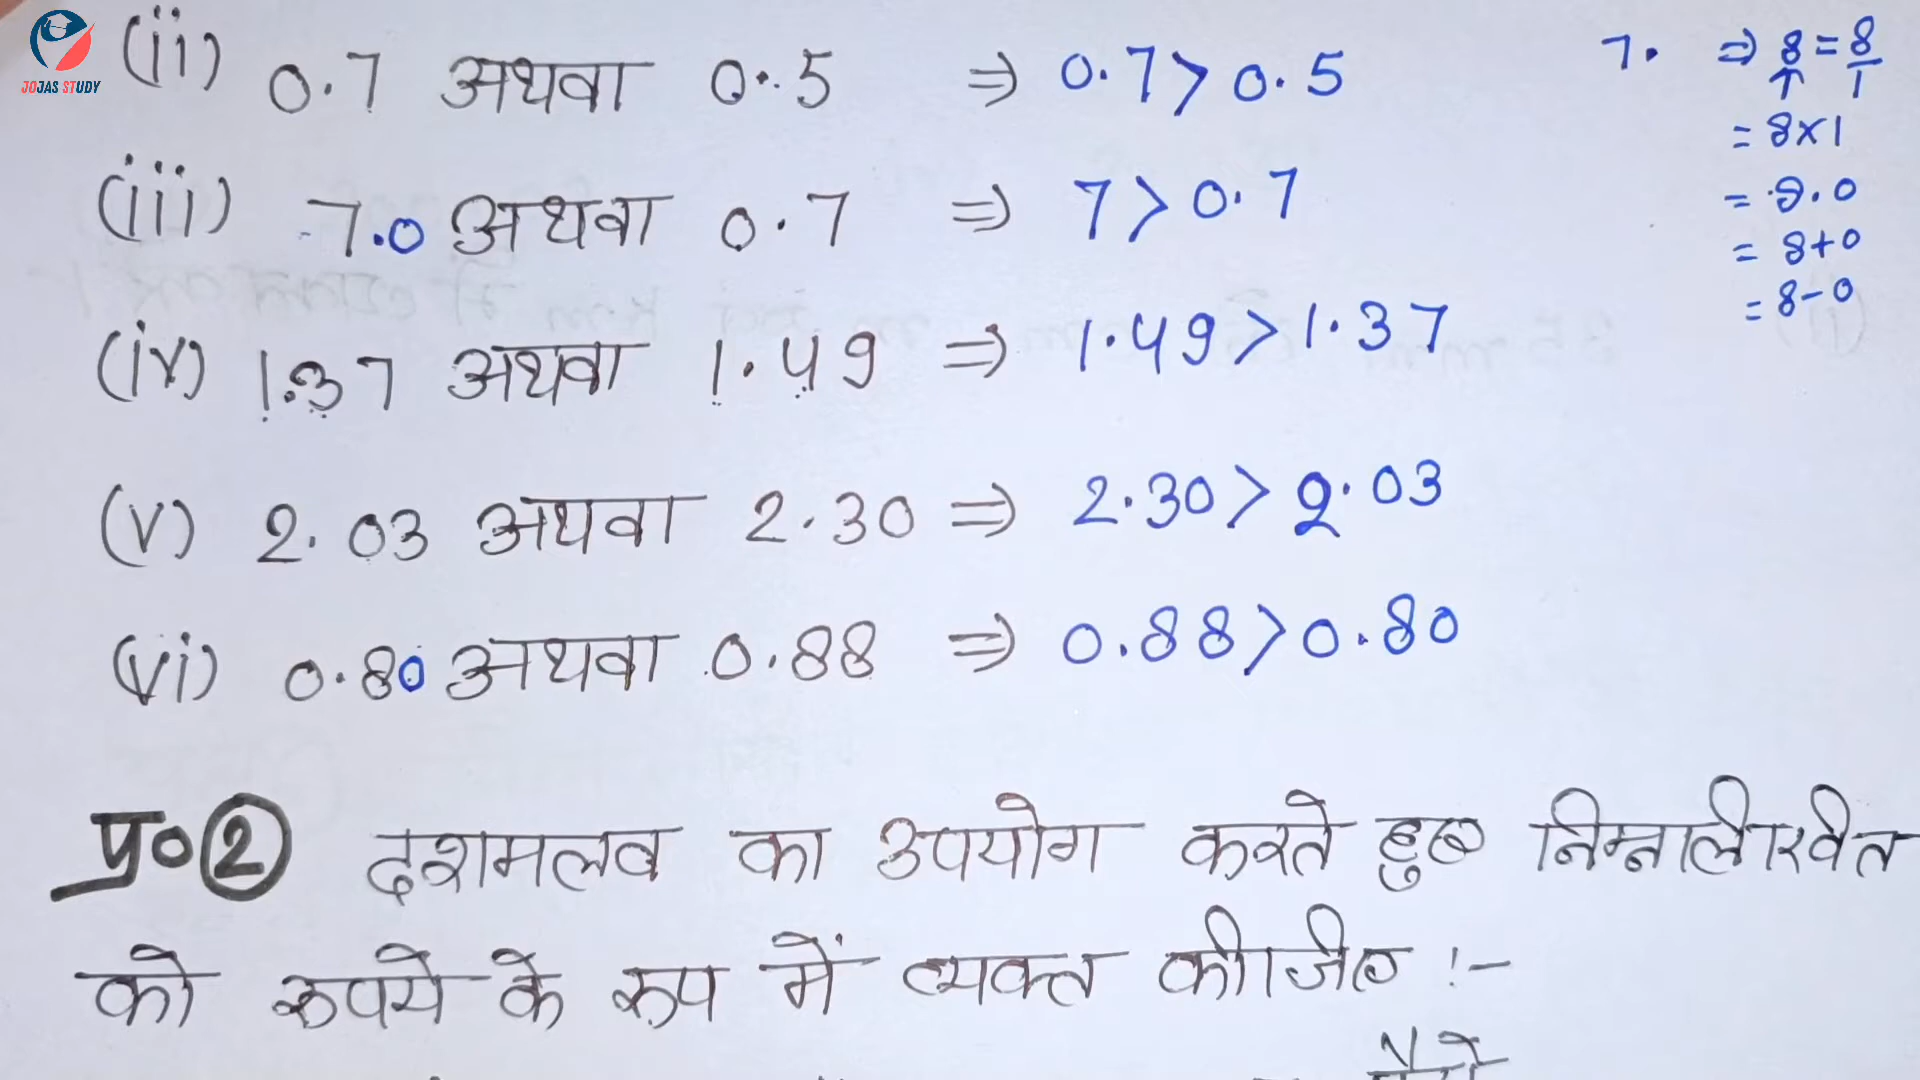 JOJAS STUDY
(ii) 0.7 अथवा 0.5 ⇒ 0.7 > 0.5
(iii) 7.0 अथवा 0.7 ⇒ 7 > 0.7
(iv) 1.37 अथवा 1.49 ⇒ 1.49 > 1.37
(v) 2.03 अथवा 2.30 ⇒ 2.30 > 2.03
(vi) 0.80 अथवा 0.88 ⇒ 0.88 > 0.80
7. ⇒ 8 = 8/1
= 8×1
= 8.0
= 8+0
= 8-0
प्र० 2 दशमलव का उपयोग करते हुए निम्नलिखित
को रुपये के रूप में व्यक्त कीजिए :-